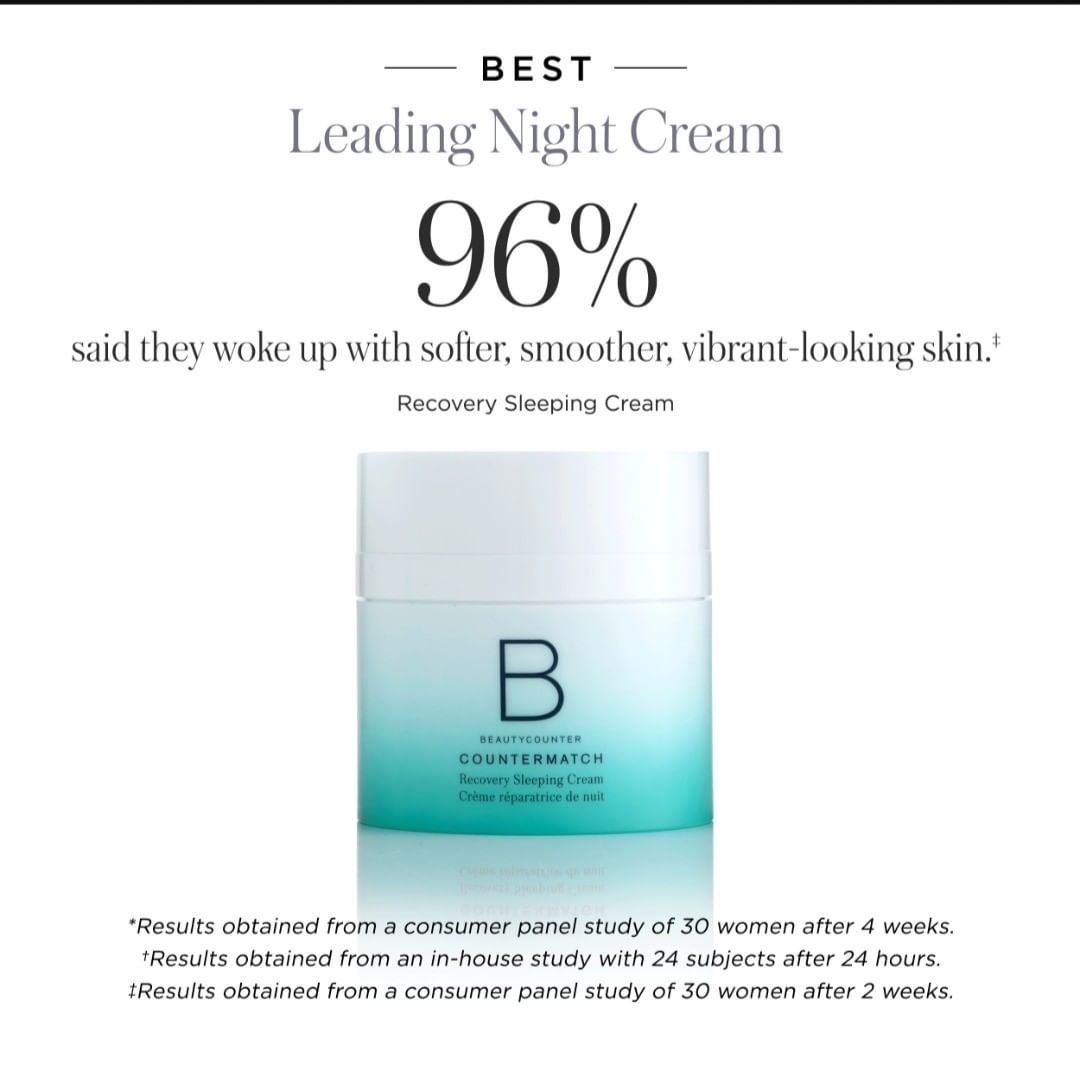 BEST
Leading Night Cream
96%
said they woke up with softer, smoother, vibrant-looking skin.‡
Recovery Sleeping Cream
B
BEAUTYCOUNTER
COUNTERMATCH
Recovery Sleeping Cream
Crème réparatrice de nuit
*Results obtained from a consumer panel study of 30 women after 4 weeks.
†Results obtained from an in-house study with 24 subjects after 24 hours.
‡Results obtained from a consumer panel study of 30 women after 2 weeks.